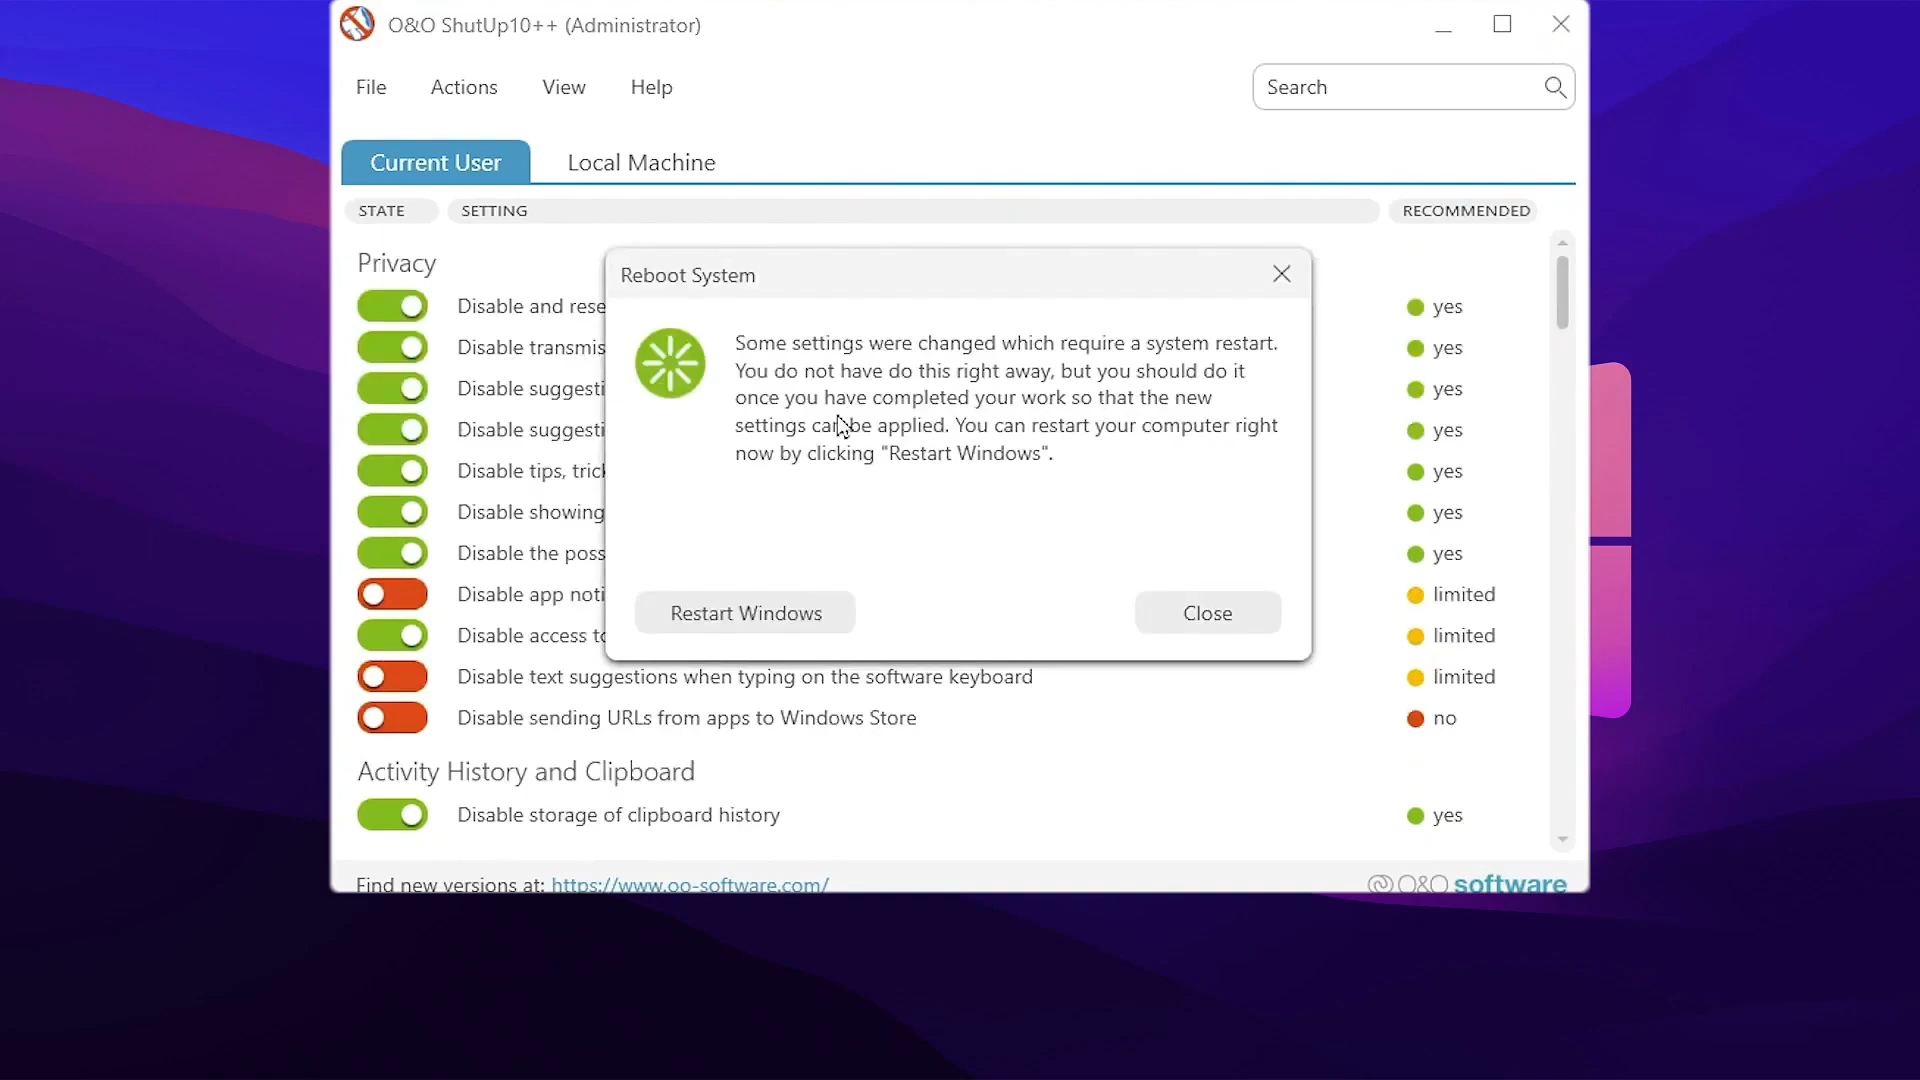 O&O ShutUp10++ (Administrator)
File Actions View Help
Search
Current User
Local Machine
STATE
SETTING
RECOMMENDED
Privacy
Reboot System
Some settings were changed which require a system restart.
You do not have do this right away, but you should do it
once you have completed your work so that the new
settings can be applied. You can restart your computer right
now by clicking "Restart Windows".
Restart Windows
Close
Disable and rese
yes
Disable transmis
yes
Disable suggesti
yes
Disable suggesti
yes
Disable tips, trick
yes
Disable showing
yes
Disable the poss
yes
Disable app noti
limited
Disable access to
limited
Disable text suggestions when typing on the software keyboard
limited
Disable sending URLs from apps to Windows Store
no
Activity History and Clipboard
Disable storage of clipboard history
yes
Find new versions at: https://www.oo-software.com/
O&O software